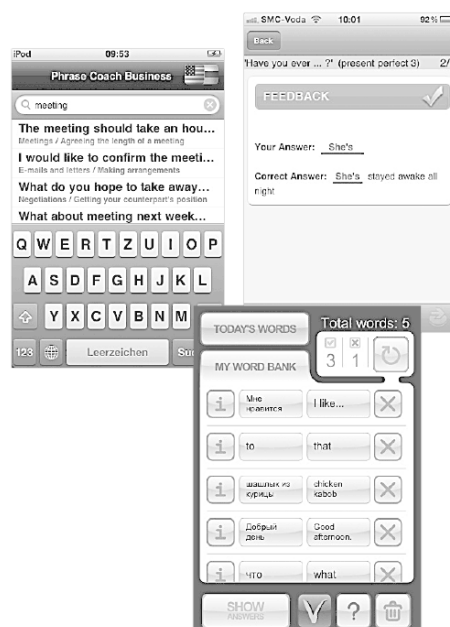 iPod 09:53
Phrase Coach Business
meeting
The meeting should take an hou...
Meetings / Agreeing the length of a meeting
I would like to confirm the meeti...
E-mails and letters / Making arrangements
What do you hope to take away...
Negotiations / Getting your counterpart's position
What about meeting next week...
Q W E R T Z U I O P
A S D F G H J K L
Y X C V B N M
123 Leerzeichen Su
SMC-Voda 10:01 92%
Back
'Have you ever ... ?' (present perfect 3) 2/
FEEDBACK
Your Answer: She's
Correct Answer: She's stayed awake all
night
TODAY'S WORDS
Total words: 5
3 1
MY WORD BANK
i Мне нравится I like...
i to that
i шашлык из курицы chicken kabob
i Добрый день Good afternoon.
i что what
SHOW
ANSWERS
?